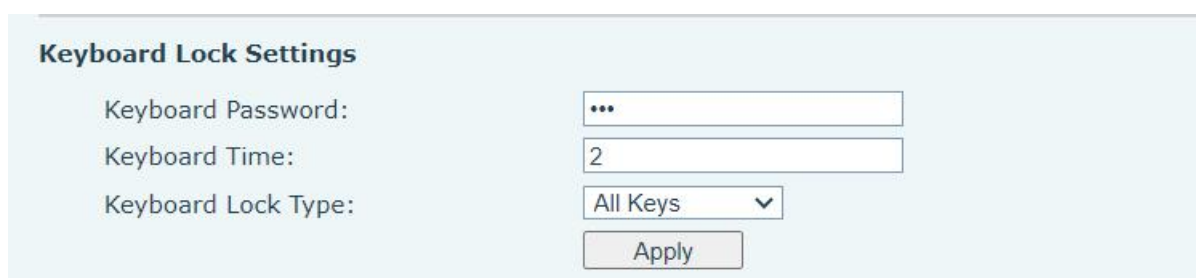 Keyboard Lock Settings
Keyboard Password: •••
Keyboard Time: 2
Keyboard Lock Type: All Keys
Apply